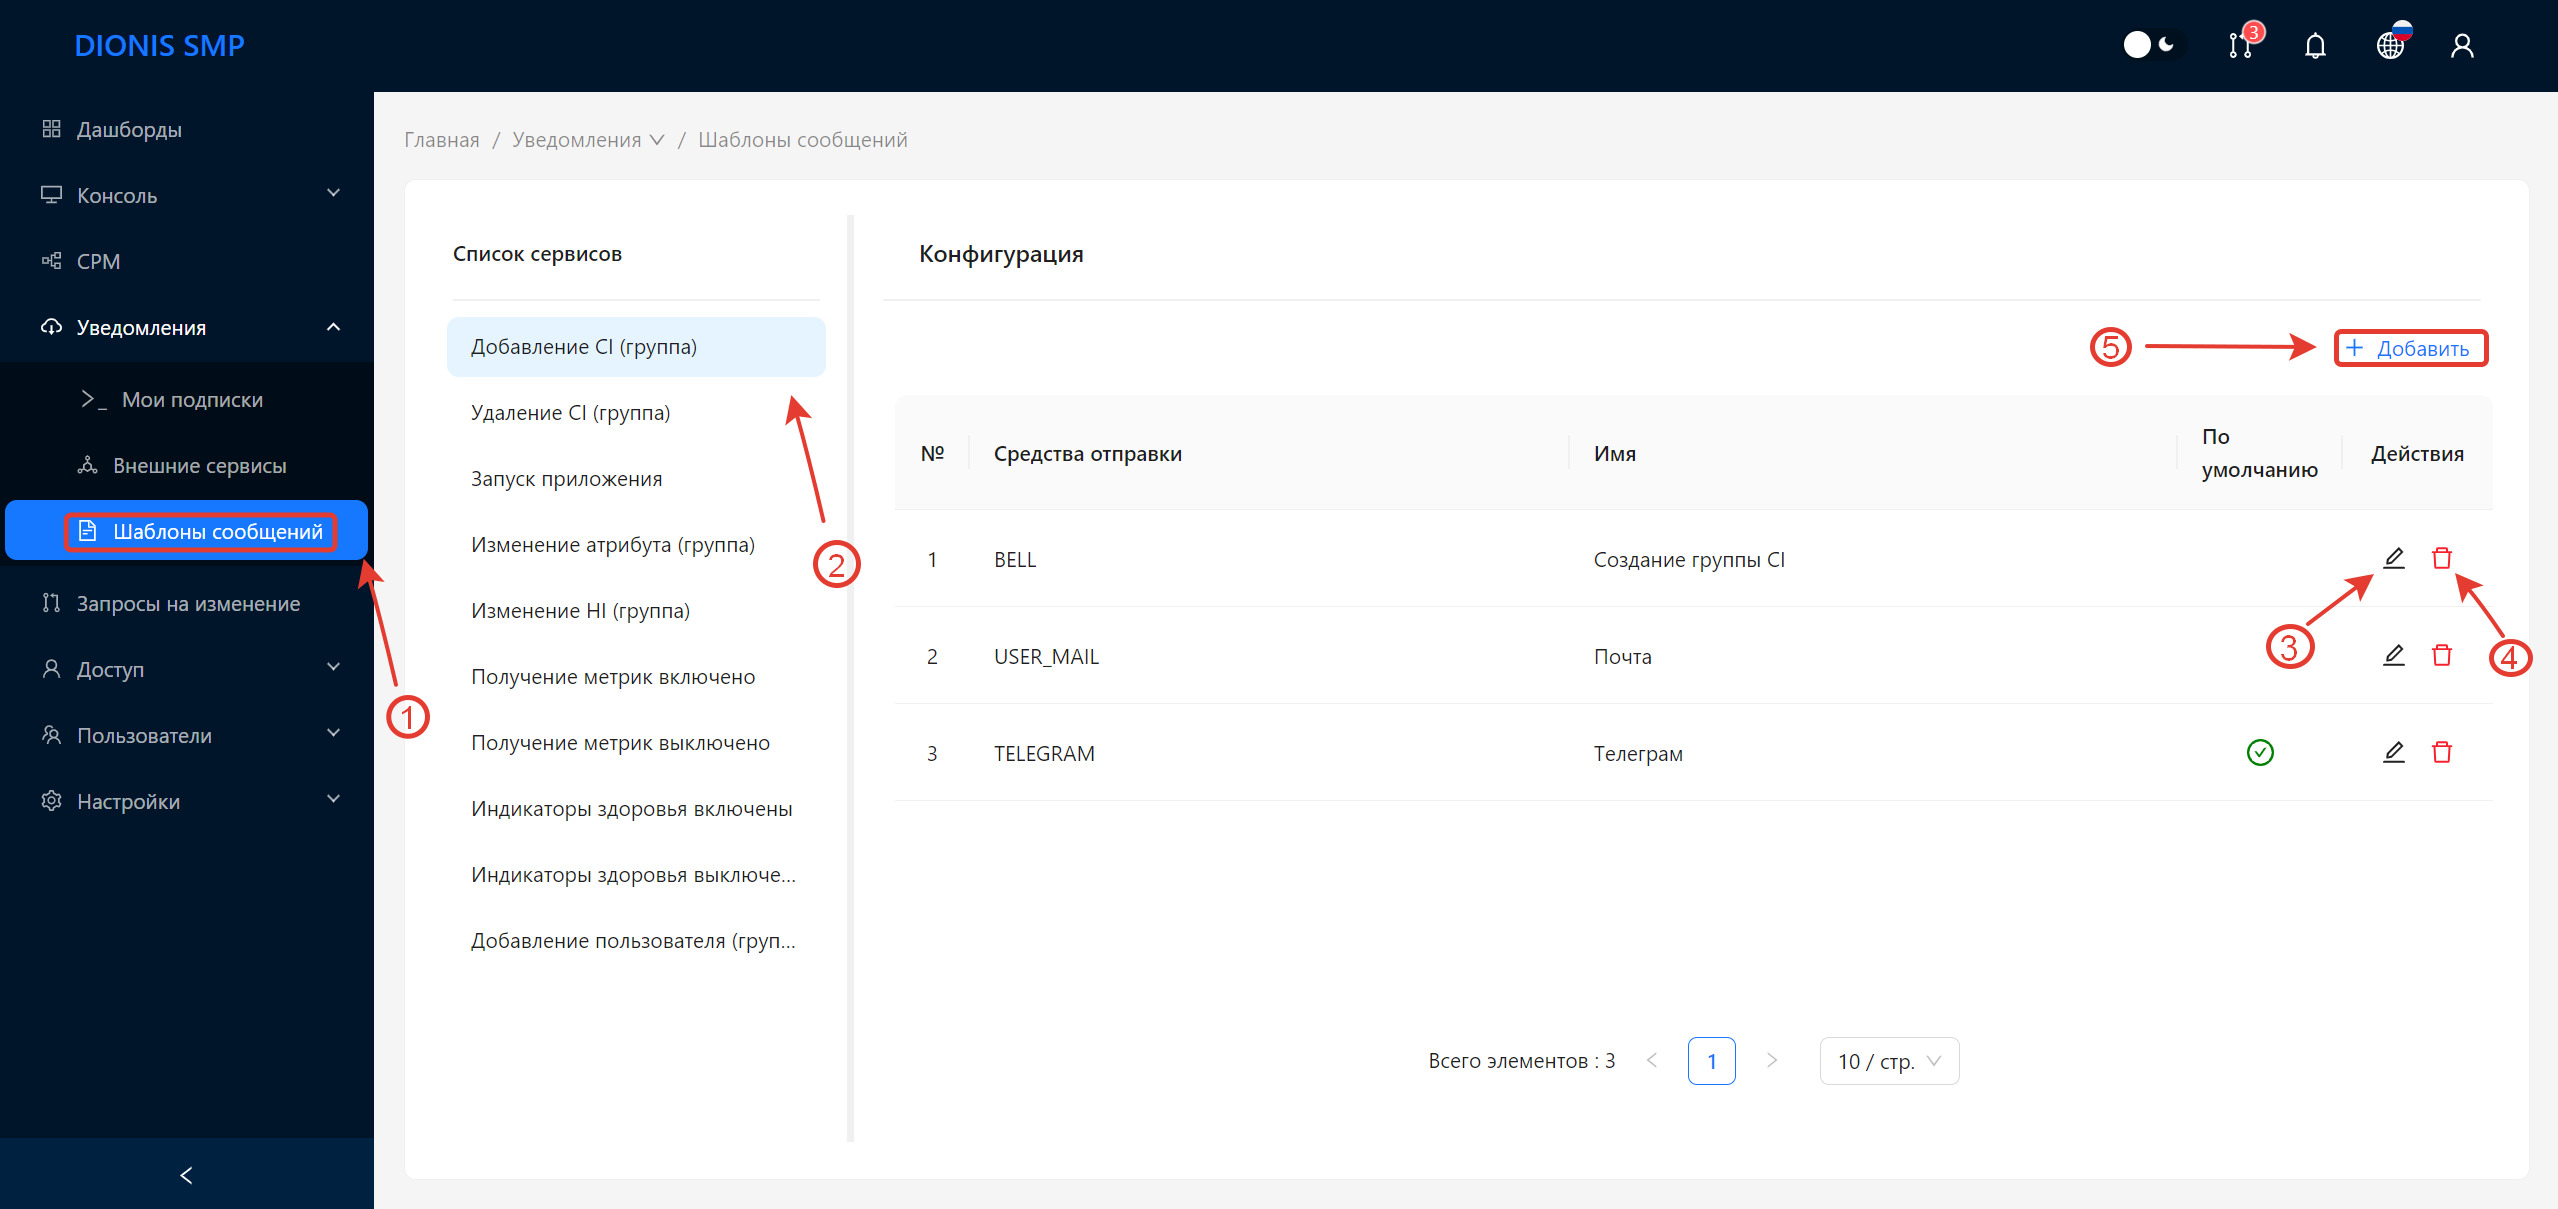 DIONIS SMP
3
Дашборды
Консоль
СРМ
Уведомления
Мои подписки
Внешние сервисы
Шаблоны сообщений
Запросы на изменение
Доступ
Пользователи
Настройки
1
Главная / Уведомления / Шаблоны сообщений
Список сервисов
Добавление CI (группа)
Удаление CI (группа)
Запуск приложения
Изменение атрибута (группа)
Изменение HI (группа)
Получение метрик включено
Получение метрик выключено
Индикаторы здоровья включены
Индикаторы здоровья выключе...
Добавление пользователя (груп...
2
Конфигурация
5
+ Добавить
№ Средства отправки Имя По умолчанию Действия
1 BELL Создание группы CI
3
4
2 USER_MAIL Почта
3 TELEGRAM Телеграм
Всего элементов : 3 < 1 > 10 / стр.